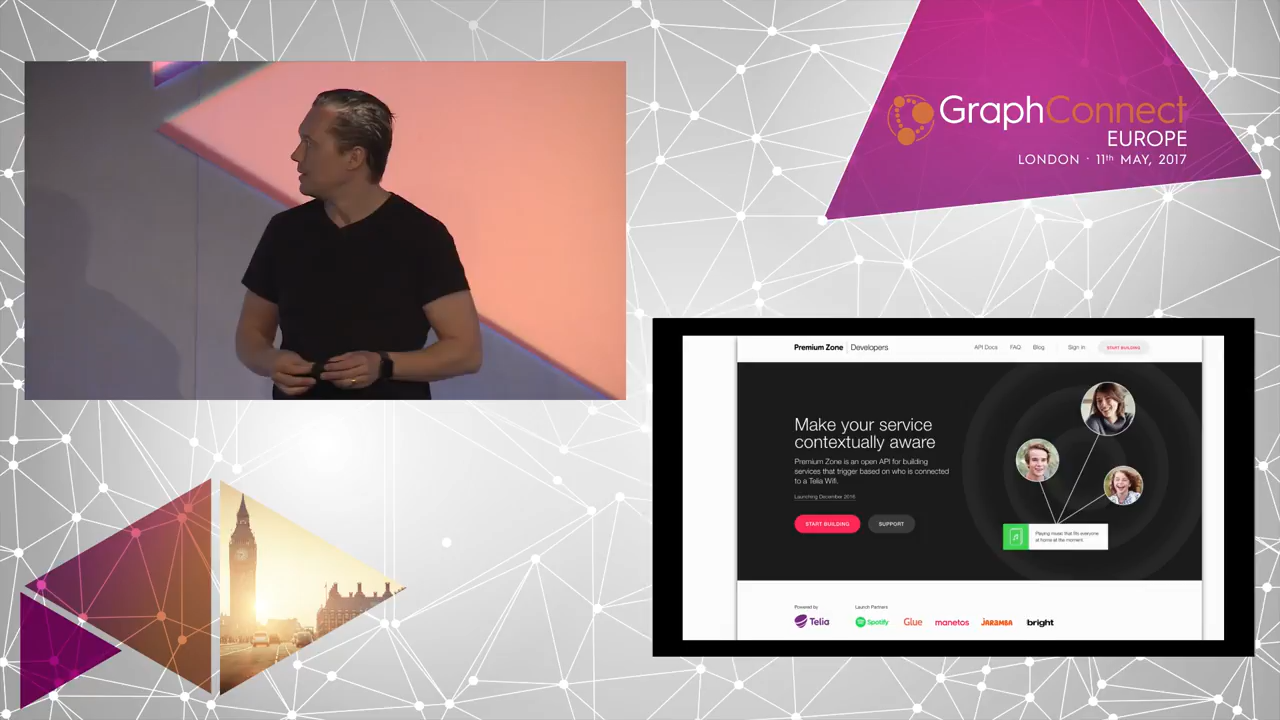 GraphConnect
EUROPE
LONDON · 11th MAY, 2017
Premium Zone Developers
API Docs FAQ Blog Sign in START BUILDING
Make your service
contextually aware
Premium Zone is an open API for building
services that trigger based on who is connected
to a Telia Wifi.
Launching December 2016
START BUILDING SUPPORT
Playing music that fits everyone
at home at the moment.
Powered by Launch Partners
Telia Spotify Glue manetos JARAMBA bright